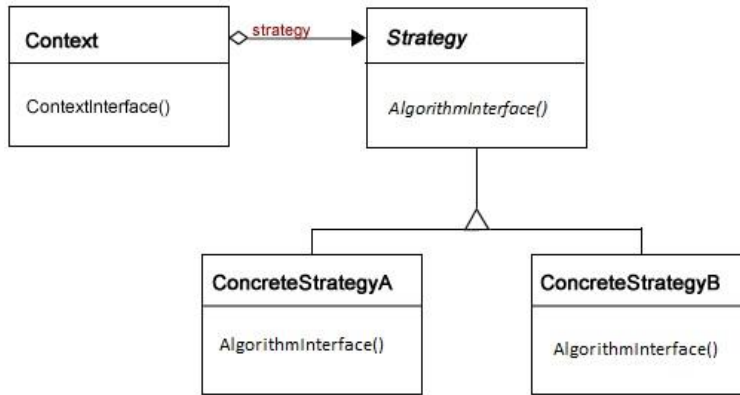 Context
strategy
Strategy
ContextInterface()
AlgorithmInterface()
ConcreteStrategyA
ConcreteStrategyB
AlgorithmInterface()
AlgorithmInterface()